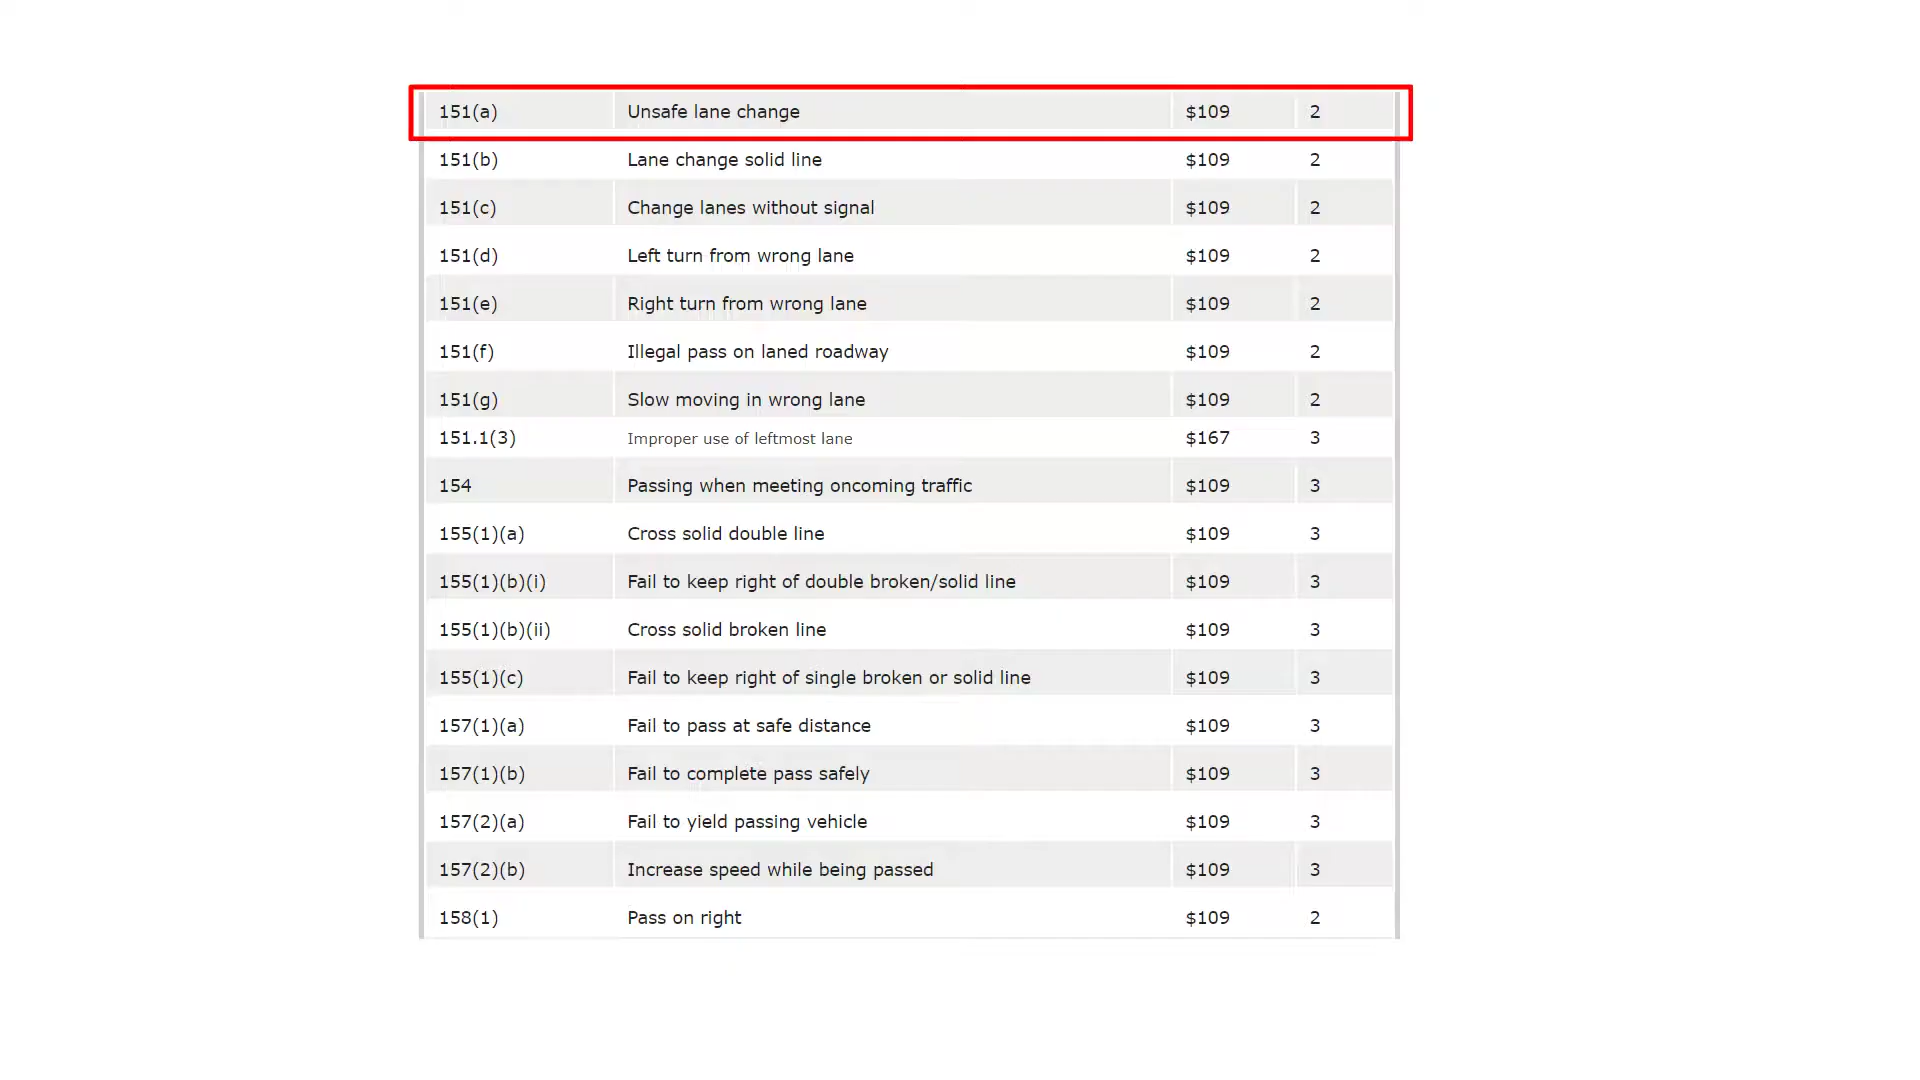 151(a) Unsafe lane change $109 2
151(b) Lane change solid line $109 2
151(c) Change lanes without signal $109 2
151(d) Left turn from wrong lane $109 2
151(e) Right turn from wrong lane $109 2
151(f) Illegal pass on laned roadway $109 2
151(g) Slow moving in wrong lane $109 2
151.1(3) Improper use of leftmost lane $167 3
154 Passing when meeting oncoming traffic $109 3
155(1)(a) Cross solid double line $109 3
155(1)(b)(i) Fail to keep right of double broken/solid line $109 3
155(1)(b)(ii) Cross solid broken line $109 3
155(1)(c) Fail to keep right of single broken or solid line $109 3
157(1)(a) Fail to pass at safe distance $109 3
157(1)(b) Fail to complete pass safely $109 3
157(2)(a) Fail to yield passing vehicle $109 3
157(2)(b) Increase speed while being passed $109 3
158(1) Pass on right $109 2